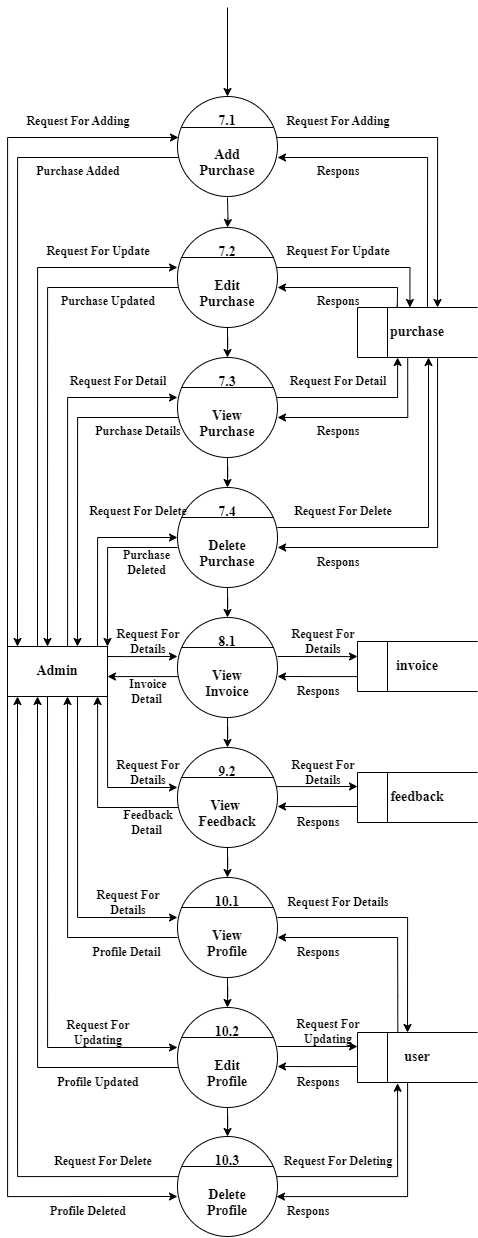 7.1
Request For Adding
Request For Adding
Add
Purchase
Purchase Added
Respons
7.2
Request For Update
Request For Update
Edit
Purchase
Purchase Updated
Respons
purchase
7.3
Request For Detail
Request For Detail
View
Purchase
Purchase Details
Respons
7.4
Request For Delete
Request For Delete
Delete
Purchase
Purchase
Deleted
Respons
Admin
8.1
Request For
Details
Request For
Details
View
Invoice
Invoice
Detail
Respons
invoice
9.2
Request For
Details
Request For
Details
View
Feedback
Feedback
Detail
Respons
feedback
10.1
Request For
Details
Request For Details
View
Profile
Profile Detail
Respons
10.2
Request For
Updating
Request For
Updating
Edit
Profile
Profile Updated
Respons
user
10.3
Request For Delete
Request For Deleting
Delete
Profile
Profile Deleted
Respons